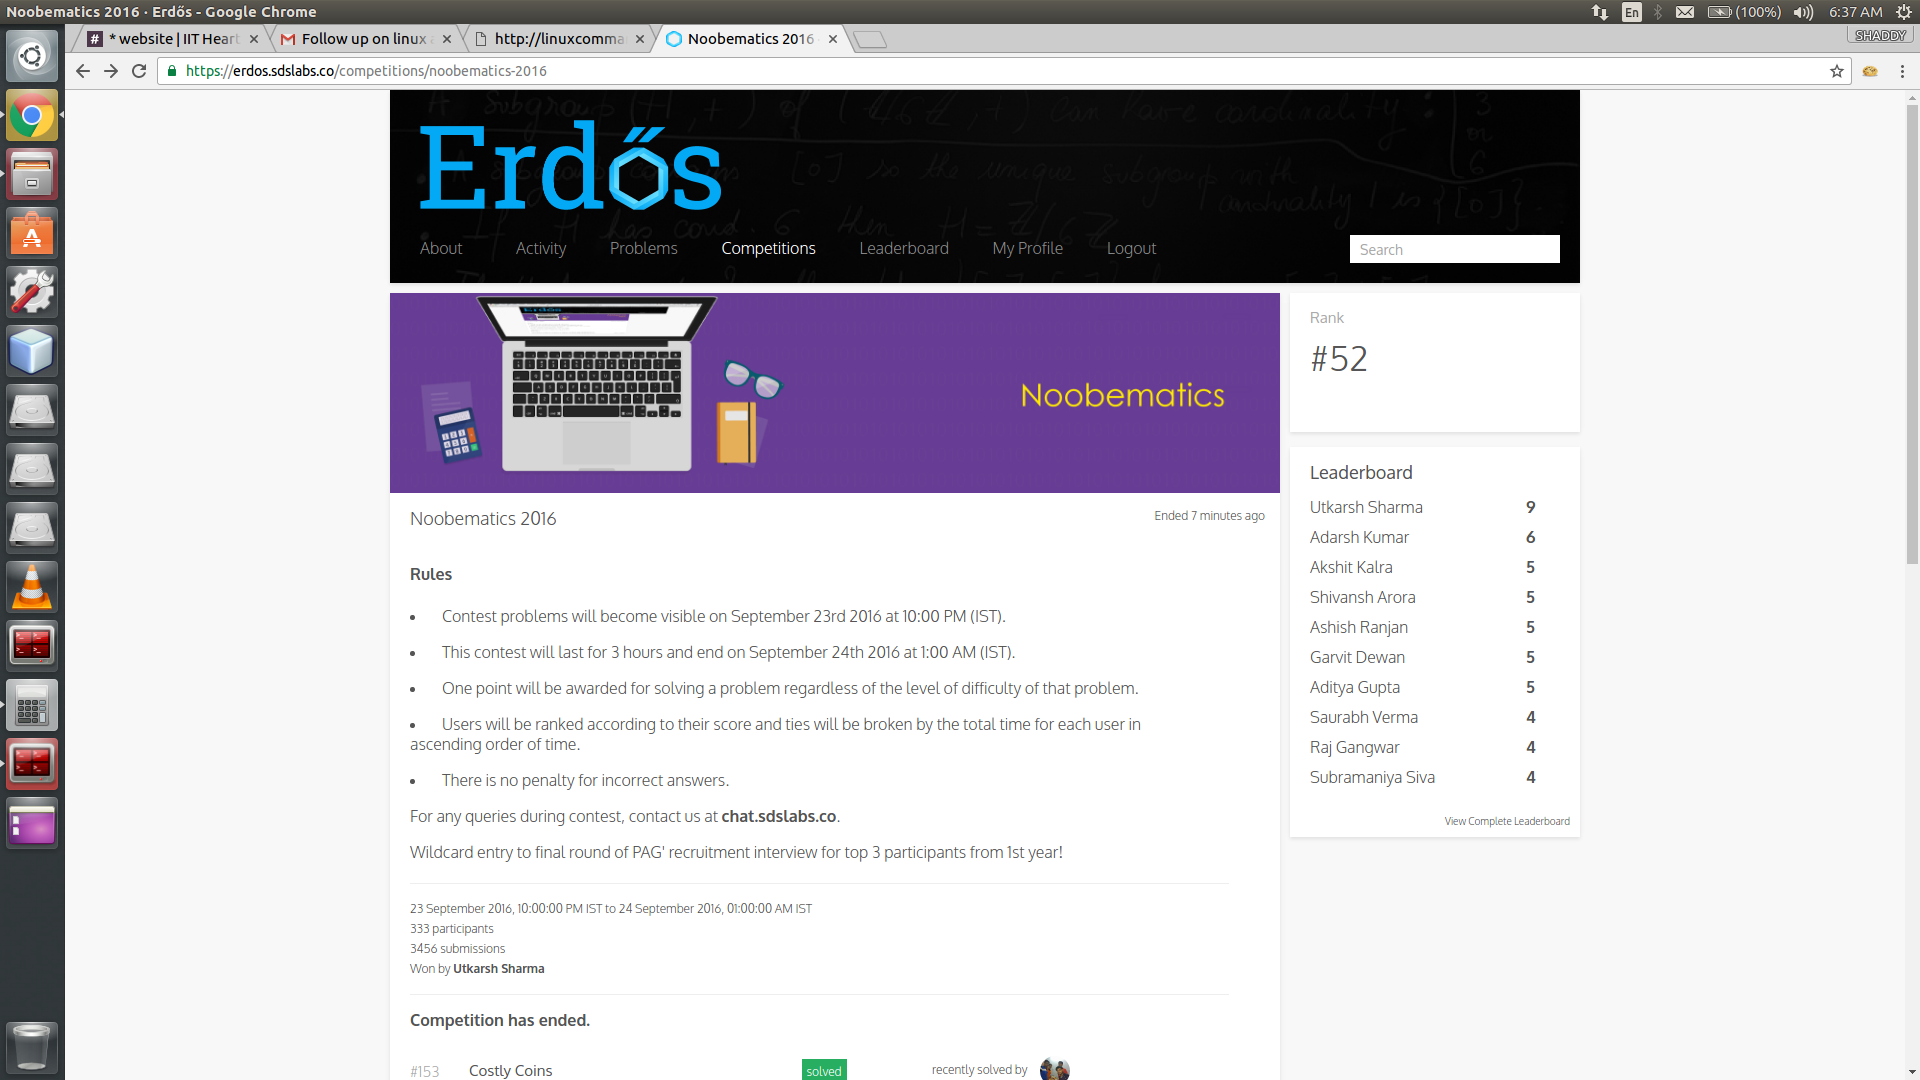 Noobematics 2016 · Erdős - Google Chrome
En
(100%)
6:37 AM
* website | IIT Heart
Follow up on linux
http://linuxcomma
Noobematics 2016
SHADDY
https://erdos.sdslabs.co/competitions/noobematics-2016
Erdős
About
Activity
Problems
Competitions
Leaderboard
My Profile
Logout
Search
Noobematics
Rank
#52
Noobematics 2016
Ended 7 minutes ago
Rules
• Contest problems will become visible on September 23rd 2016 at 10:00 PM (IST).
• This contest will last for 3 hours and end on September 24th 2016 at 1:00 AM (IST).
• One point will be awarded for solving a problem regardless of the level of difficulty of that problem.
• Users will be ranked according to their score and ties will be broken by the total time for each user in
ascending order of time.
• There is no penalty for incorrect answers.
For any queries during contest, contact us at chat.sdslabs.co.
Wildcard entry to final round of PAG' recruitment interview for top 3 participants from 1st year!
23 September 2016, 10:00:00 PM IST to 24 September 2016, 01:00:00 AM IST
333 participants
3456 submissions
Won by Utkarsh Sharma
Competition has ended.
#153 Costly Coins solved recently solved by
Leaderboard
Utkarsh Sharma 9
Adarsh Kumar 6
Akshit Kalra 5
Shivansh Arora 5
Ashish Ranjan 5
Garvit Dewan 5
Aditya Gupta 5
Saurabh Verma 4
Raj Gangwar 4
Subramaniya Siva 4
View Complete Leaderboard